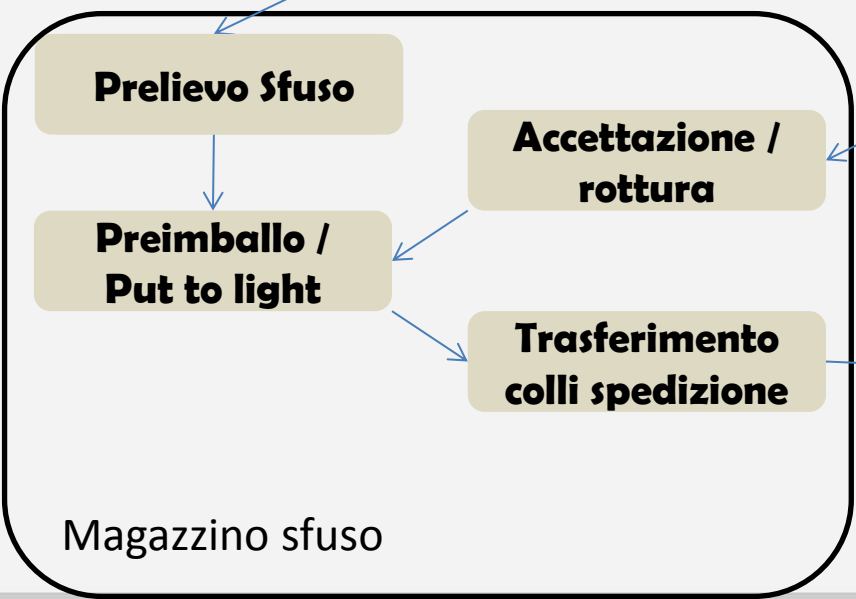 Prelievo Sfuso
Accettazione /
rottura
Preimballo /
Put to light
Trasferimento
colli spedizione
Magazzino sfuso